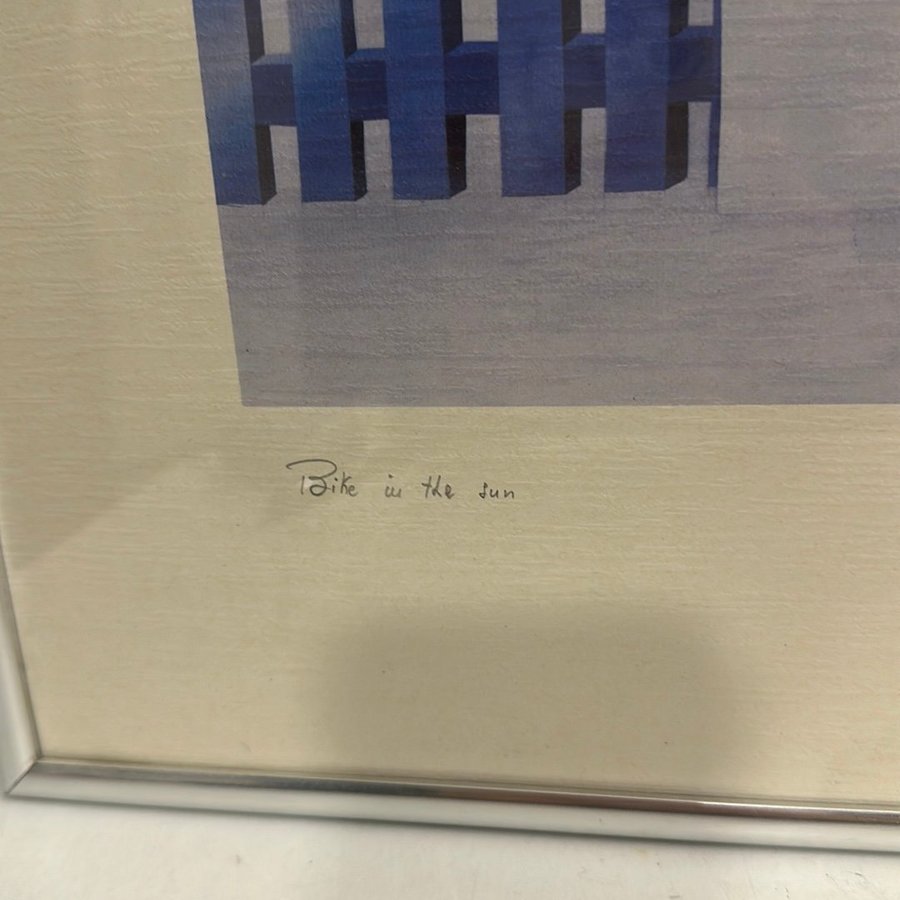 Bike in the sun